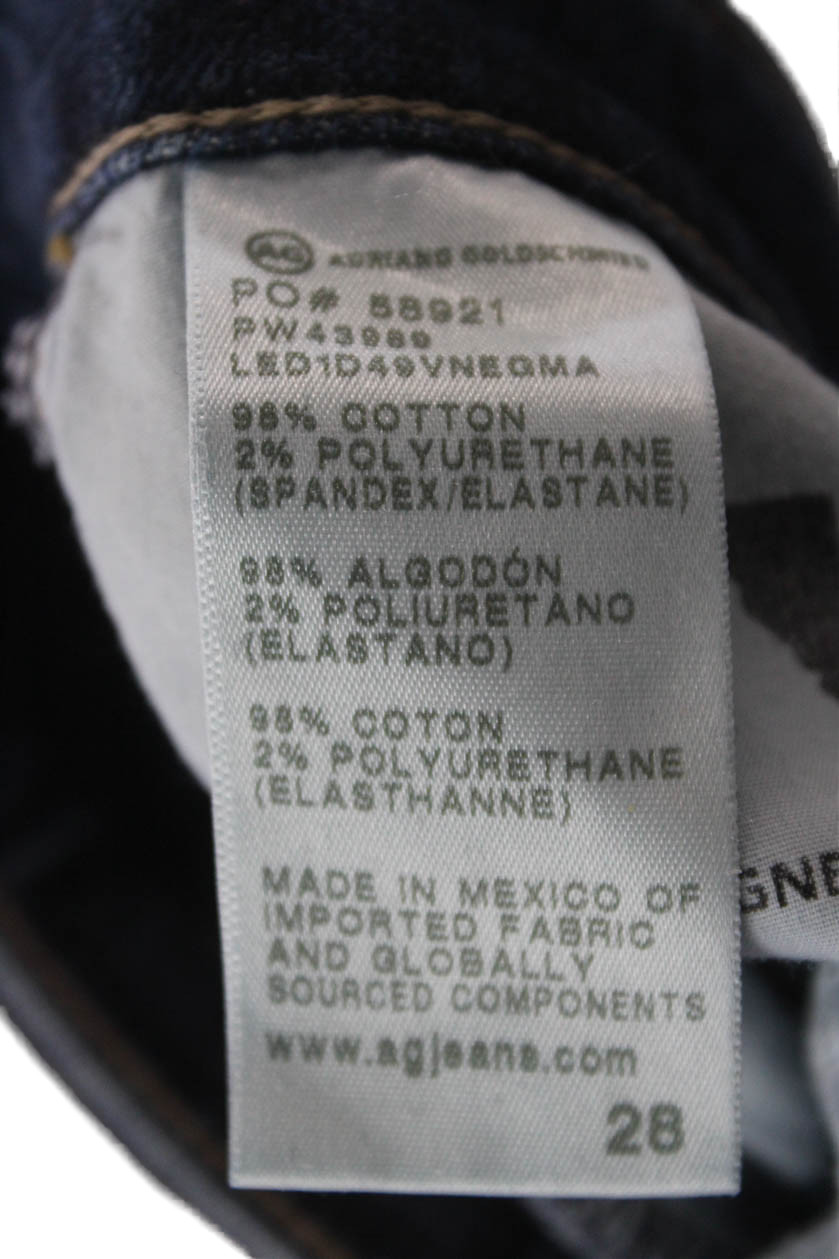 AG ADRIANO GOLDSCHMIED
PO# 58921
PW43989
LED1D49VNEGMA
98% COTTON
2% POLYURETHANE
(SPANDEX/ELASTANE)
98% ALGODÓN
2% POLIURETANO
(ELASTANO)
98% COTON
2% POLYURETHANE
(ELASTHANNE)
MADE IN MEXICO OF
IMPORTED FABRIC
AND GLOBALLY
SOURCED COMPONENTS
www.agjeans.com
28